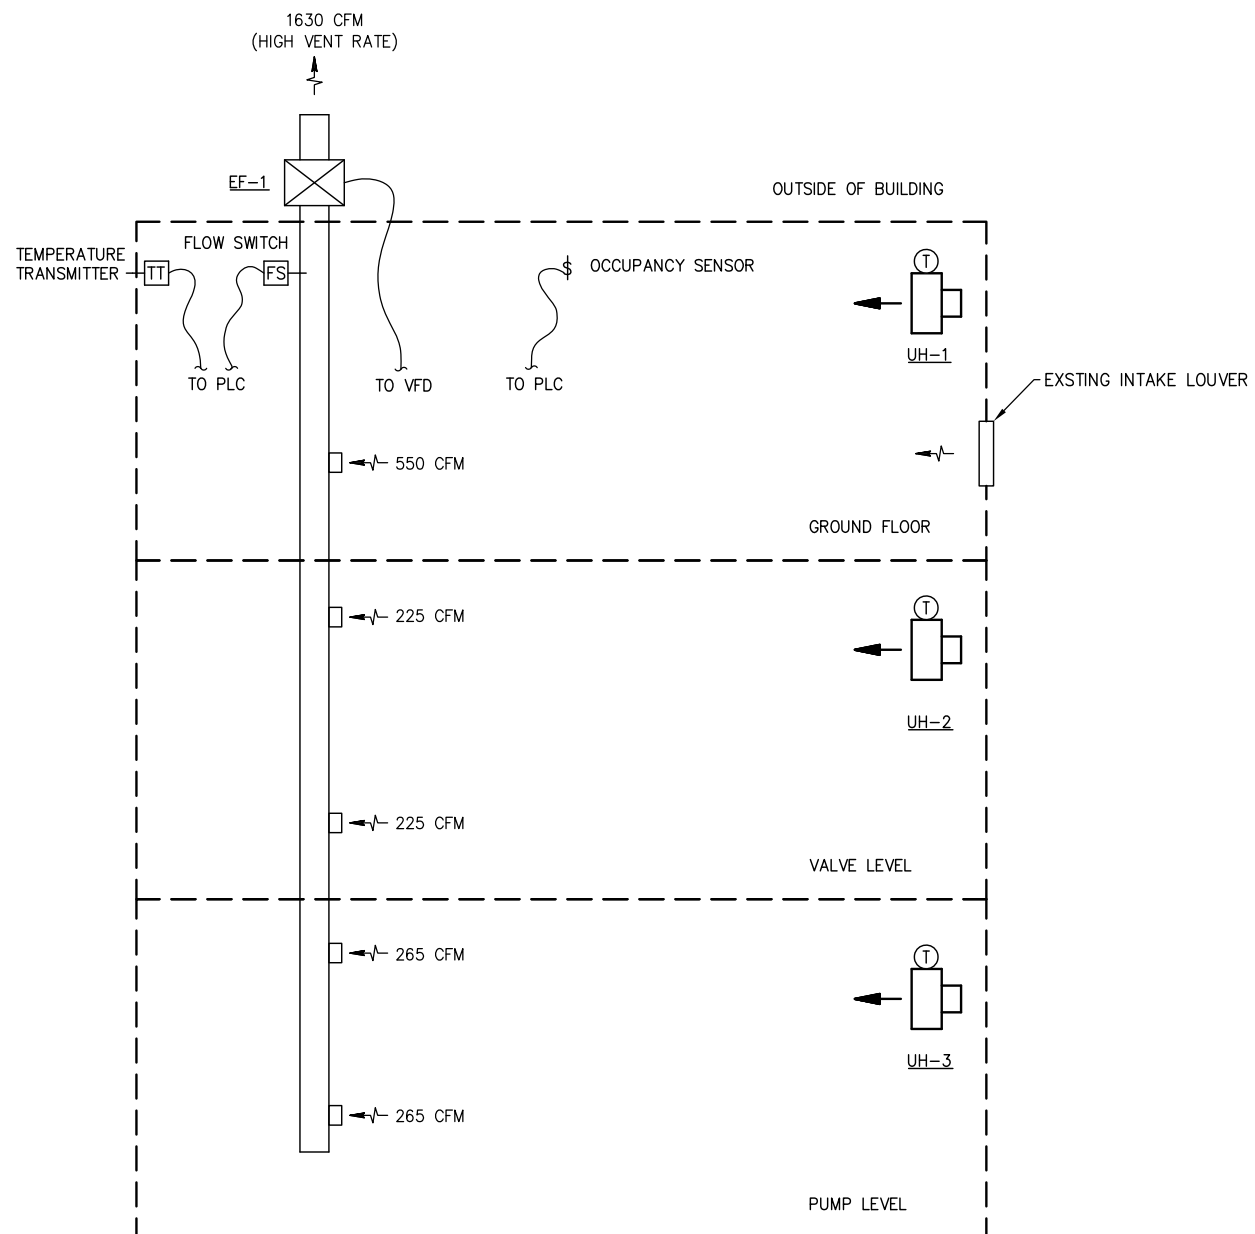 1630 CFM
(HIGH VENT RATE)
EF-1
OUTSIDE OF BUILDING
TEMPERATURE
TRANSMITTER
TT
FLOW SWITCH
FS
$ OCCUPANCY SENSOR
T
UH-1
TO PLC
TO VFD
TO PLC
EXSTING INTAKE LOUVER
550 CFM
GROUND FLOOR
225 CFM
T
UH-2
225 CFM
VALVE LEVEL
265 CFM
T
UH-3
265 CFM
PUMP LEVEL